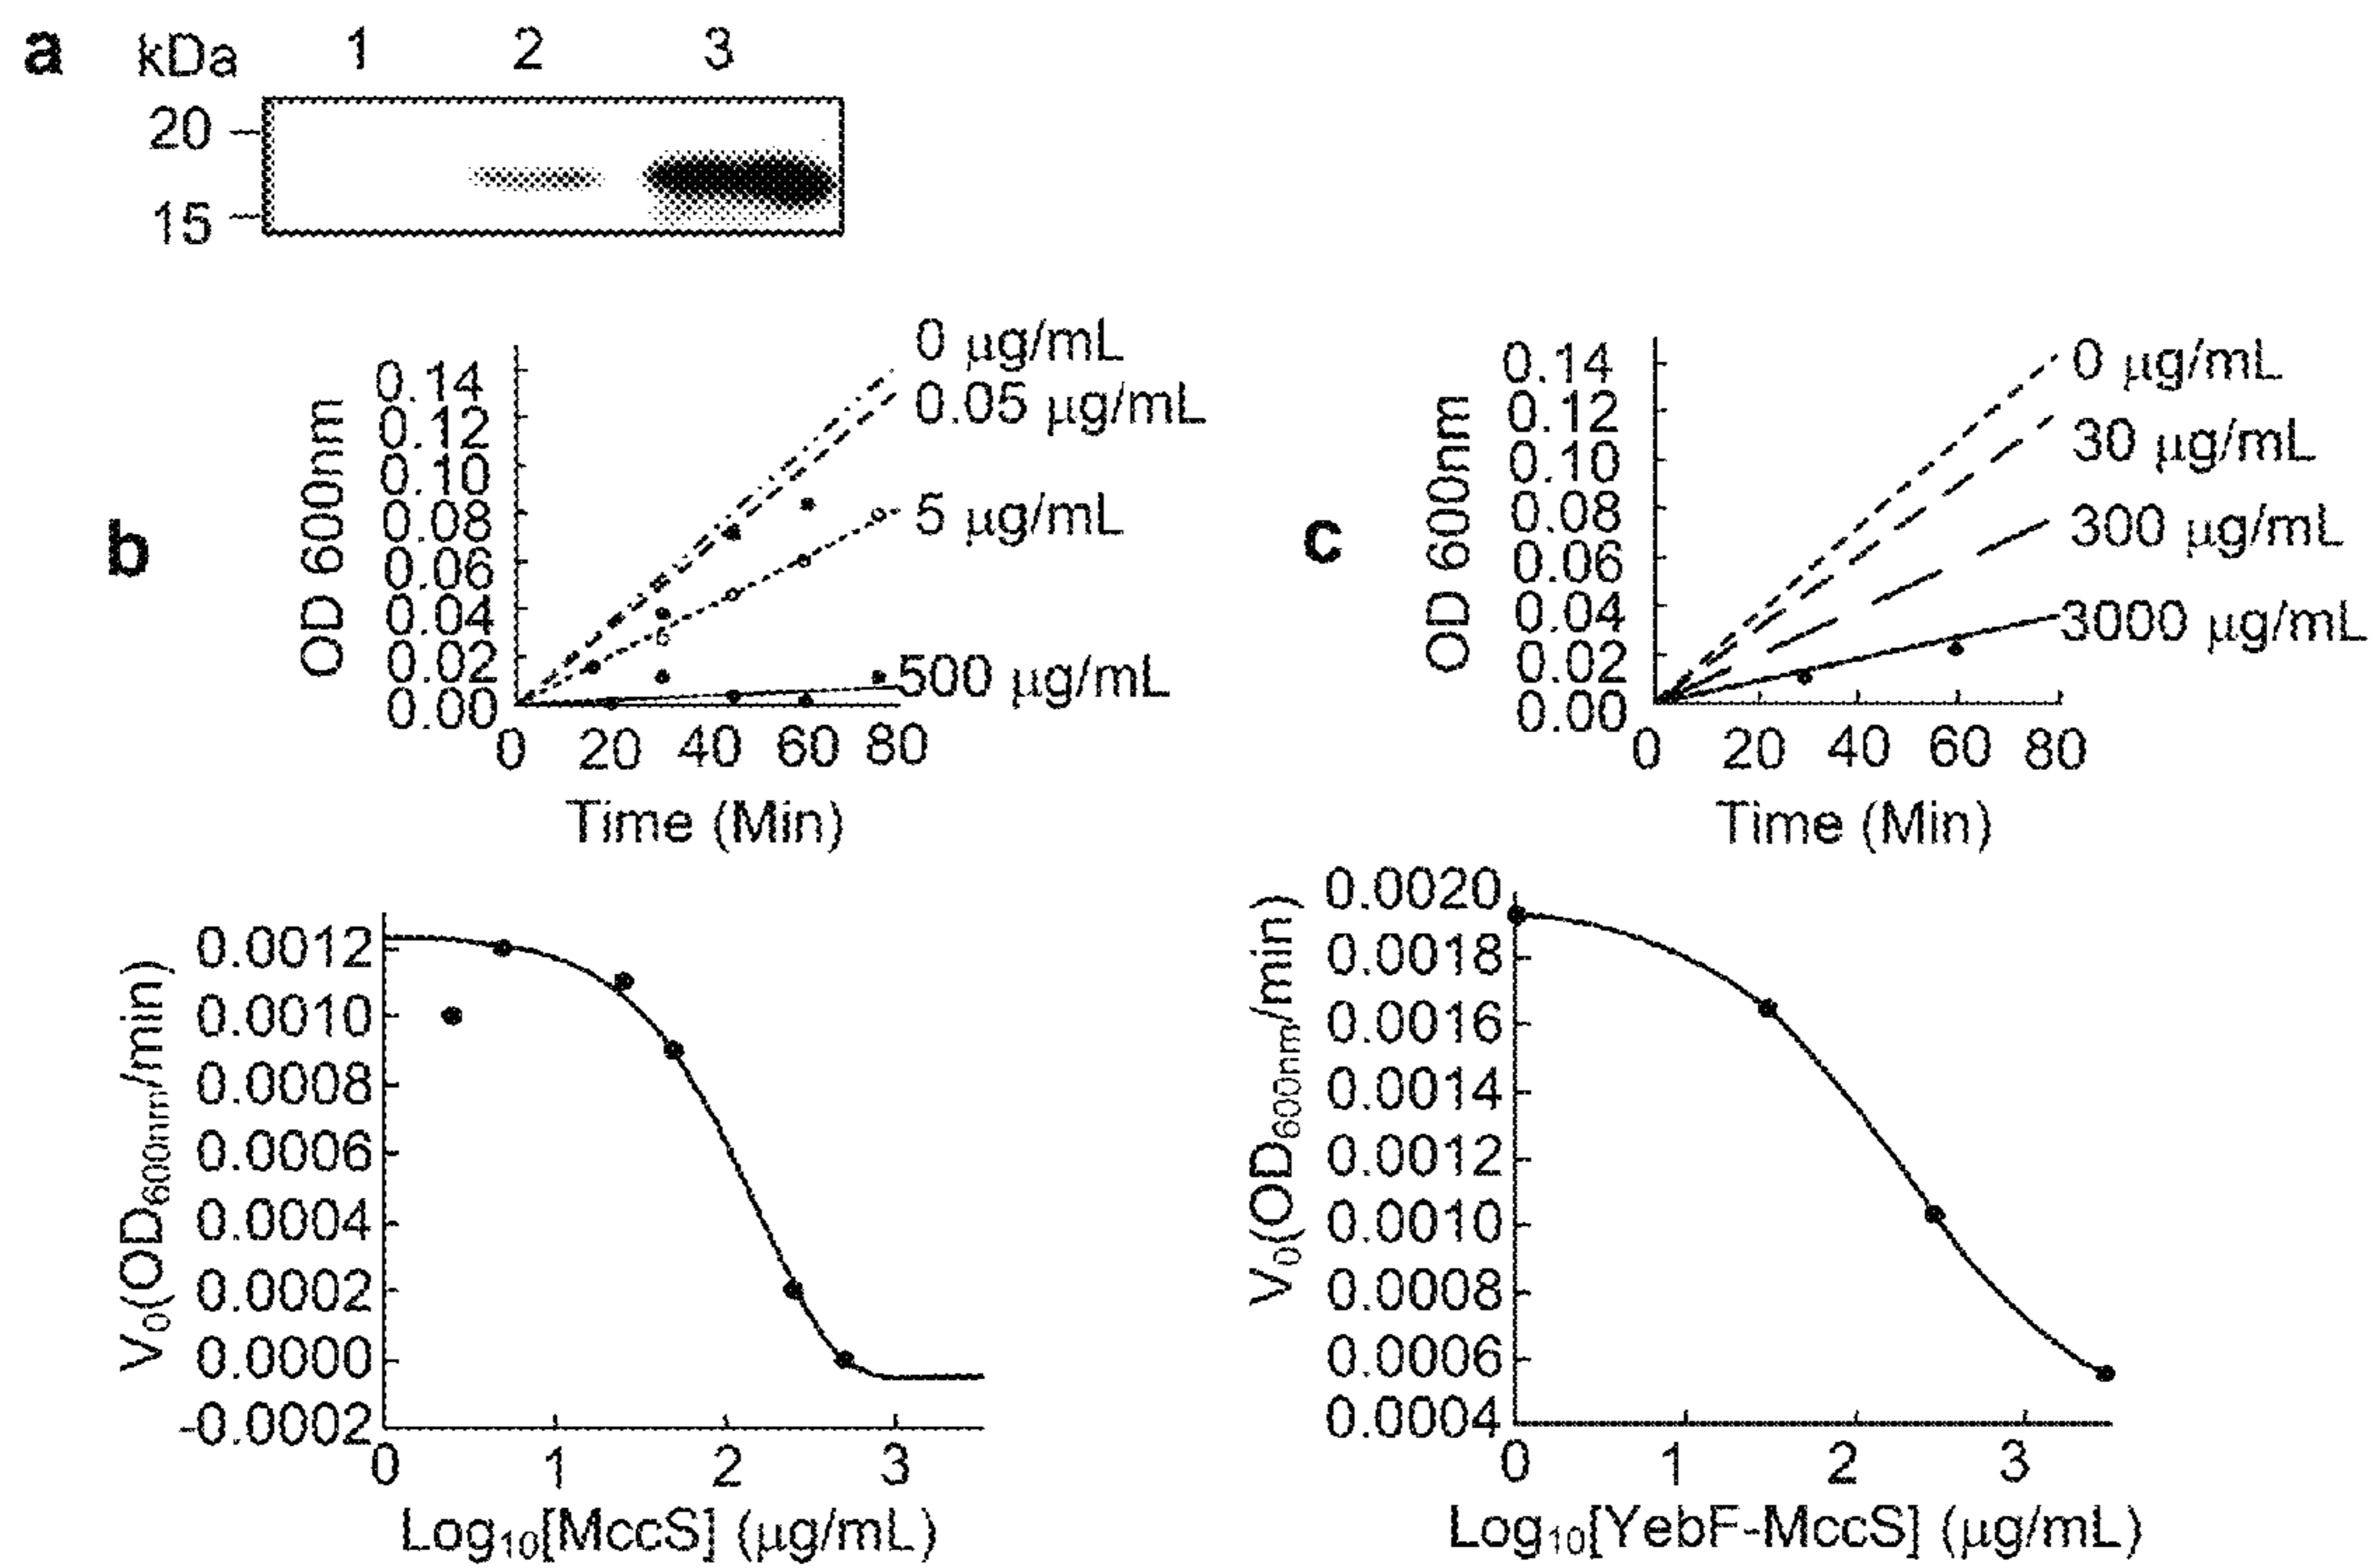 a kDa 1 2 3
20
15
b
OD 600nm
0.14
0.12
0.10
0.08
0.06
0.04
0.02
0.00
0 µg/mL
0.05 µg/mL
5 µg/mL
500 µg/mL
0 20 40 60 80
Time (Min)
c
OD 600nm
0.14
0.12
0.10
0.08
0.06
0.04
0.02
0.00
0 µg/mL
30 µg/mL
300 µg/mL
3000 µg/mL
0 20 40 60 80
Time (Min)
V₀(OD₆₀₀ₙₘ/min)
0.0012
0.0010
0.0008
0.0006
0.0004
0.0002
0.0000
-0.0002
0 1 2 3
Log₁₀[MccS] (µg/mL)
V₀(OD₆₀₀ₙₘ/min)
0.0020
0.0018
0.0016
0.0014
0.0012
0.0010
0.0008
0.0006
0.0004
0 1 2 3
Log₁₀[YebF-MccS] (µg/mL)